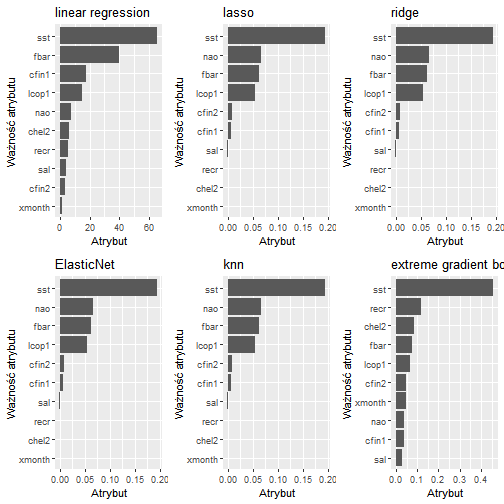 linear regression
Ważność atrybutu
sst
fbar
cfin1
lcop1
nao
chel2
recr
sal
cfin2
xmonth
0 20 40 60
Atrybut
lasso
Ważność atrybutu
sst
nao
fbar
lcop1
cfin2
cfin1
sal
recr
chel2
xmonth
0.00 0.05 0.10 0.15 0.20
Atrybut
ridge
Ważność atrybutu
sst
nao
fbar
lcop1
cfin2
cfin1
sal
recr
chel2
xmonth
0.00 0.05 0.10 0.15 0.20
Atrybut
ElasticNet
Ważność atrybutu
sst
nao
fbar
lcop1
cfin2
cfin1
sal
recr
chel2
xmonth
0.00 0.05 0.10 0.15 0.20
Atrybut
knn
Ważność atrybutu
sst
nao
fbar
lcop1
cfin2
cfin1
sal
recr
chel2
xmonth
0.00 0.05 0.10 0.15 0.20
Atrybut
extreme gradient bo
Ważność atrybutu
sst
recr
chel2
fbar
lcop1
cfin2
xmonth
nao
cfin1
sal
0.0 0.1 0.2 0.3 0.4
Atrybut